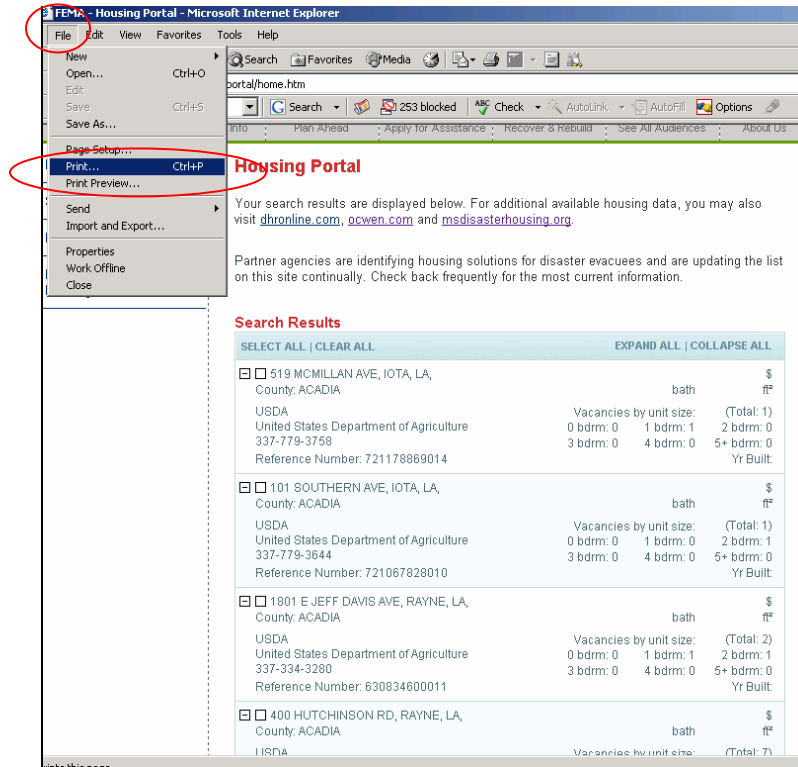 FEMA - Housing Portal - Microsoft Internet Explorer
File Edit View Favorites Tools Help
New
Open... Ctrl+O
Edit
Save Ctrl+S
Save As...
Page Setup...
Print... Ctrl+P
Print Preview...
Send
Import and Export...
Properties
Work Offline
Close
Search Favorites Media
portal/home.htm
G Search 253 blocked ABC Check AutoLink AutoFill Options
Info Plan Ahead Apply for Assistance Recover & Rebuild See All Audiences About Us
Housing Portal
Your search results are displayed below. For additional available housing data, you may also
visit dhronline.com, ocwen.com and msdisasterhousing.org.
Partner agencies are identifying housing solutions for disaster evacuees and are updating the list
on this site continually. Check back frequently for the most current information.
Search Results
SELECT ALL | CLEAR ALL EXPAND ALL | COLLAPSE ALL
519 MCMILLAN AVE, IOTA, LA, $
County: ACADIA bath ft²
USDA Vacancies by unit size: (Total: 1)
United States Department of Agriculture 0 bdrm: 0 1 bdrm: 1 2 bdrm: 0
337-779-3758 3 bdrm: 0 4 bdrm: 0 5+ bdrm: 0
Reference Number: 721178869014 Yr Built:
101 SOUTHERN AVE, IOTA, LA, $
County: ACADIA bath ft²
USDA Vacancies by unit size: (Total: 1)
United States Department of Agriculture 0 bdrm: 0 1 bdrm: 0 2 bdrm: 1
337-779-3644 3 bdrm: 0 4 bdrm: 0 5+ bdrm: 0
Reference Number: 721067828010 Yr Built:
1801 E JEFF DAVIS AVE, RAYNE, LA, $
County: ACADIA bath ft²
USDA Vacancies by unit size: (Total: 2)
United States Department of Agriculture 0 bdrm: 0 1 bdrm: 1 2 bdrm: 1
337-334-3280 3 bdrm: 0 4 bdrm: 0 5+ bdrm: 0
Reference Number: 630834600011 Yr Built:
400 HUTCHINSON RD, RAYNE, LA, $
County: ACADIA bath ft²
USDA Vacancies by unit size: (Total: 7)